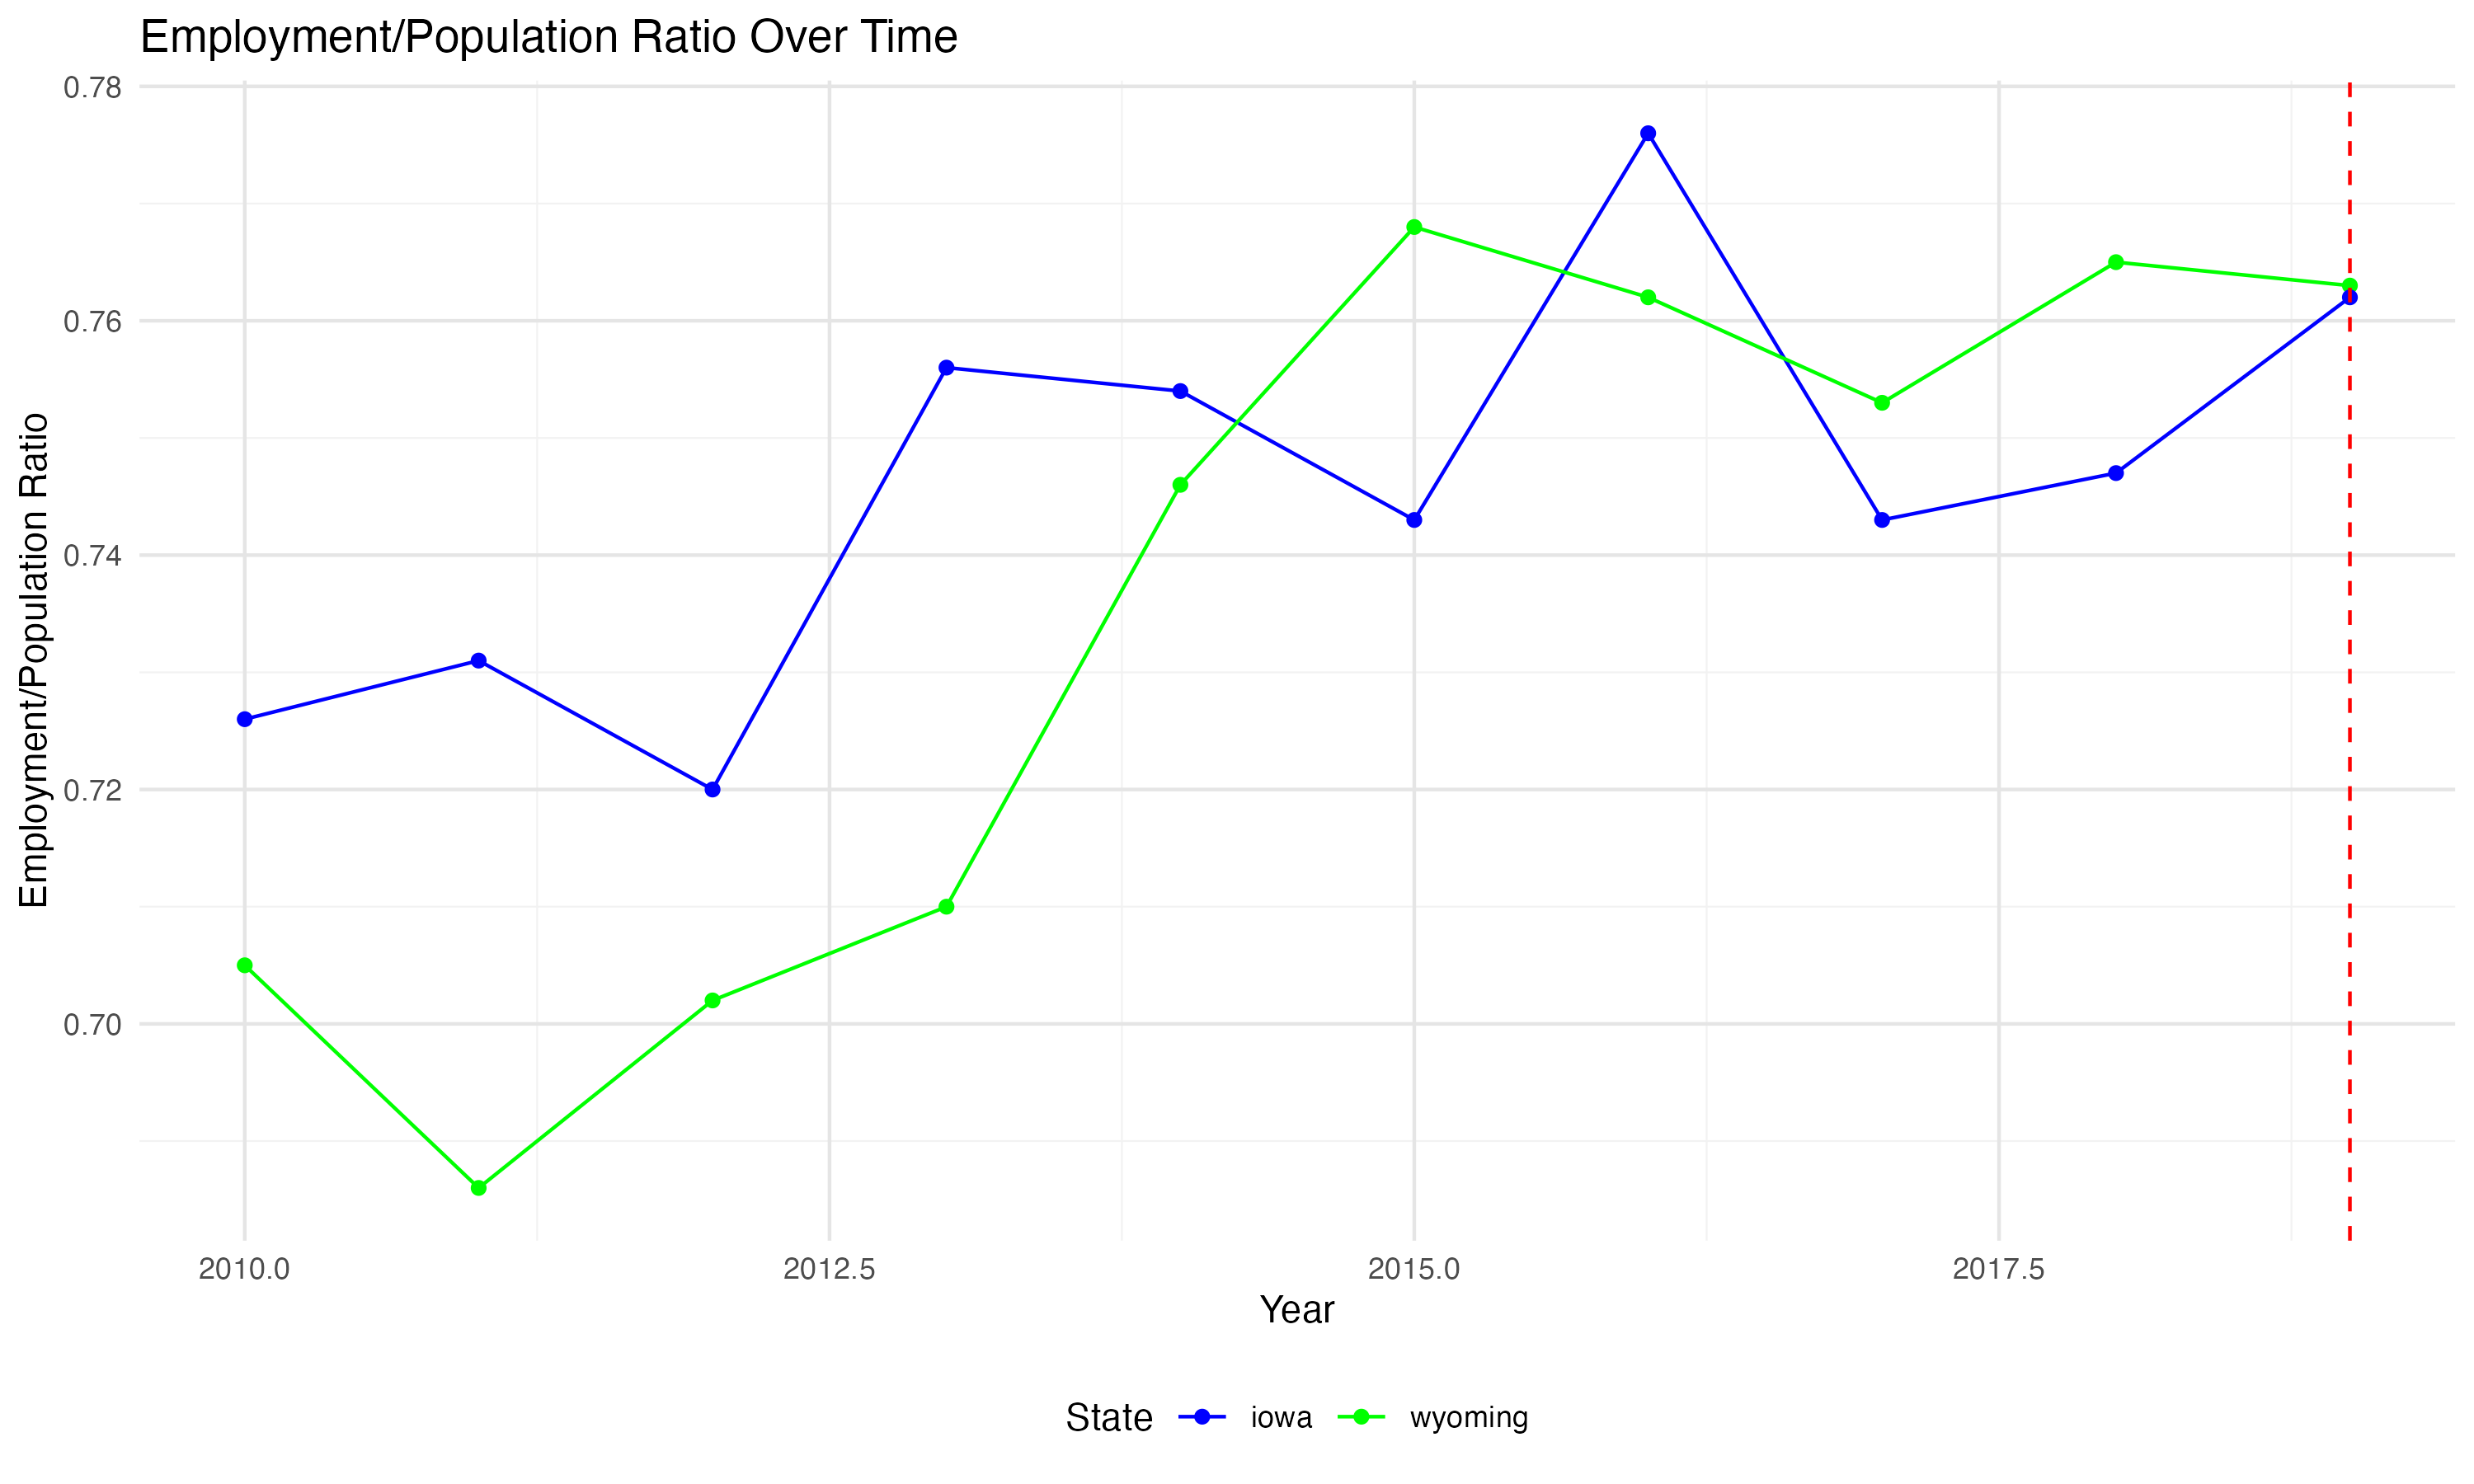 Employment/Population Ratio Over Time
0.78
0.76
0.74
0.72
0.70
Employment/Population Ratio
2010.0 2012.5 2015.0 2017.5
Year
State iowa wyoming